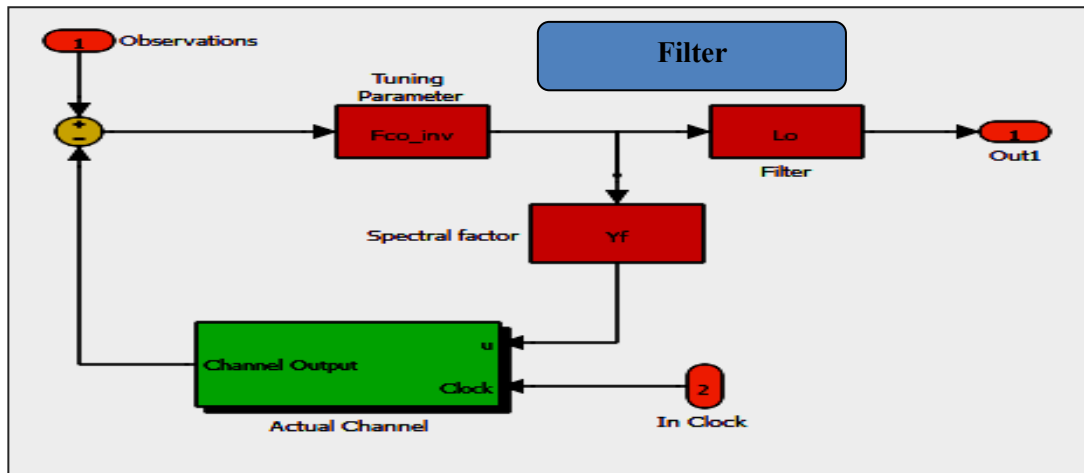 1 Observations
Filter
Tuning
Parameter
+
-
Fco_inv
Lo
1
Filter
Out1
Spectral factor
Yf
u
Channel Output
Clock
2
Actual Channel
In Clock